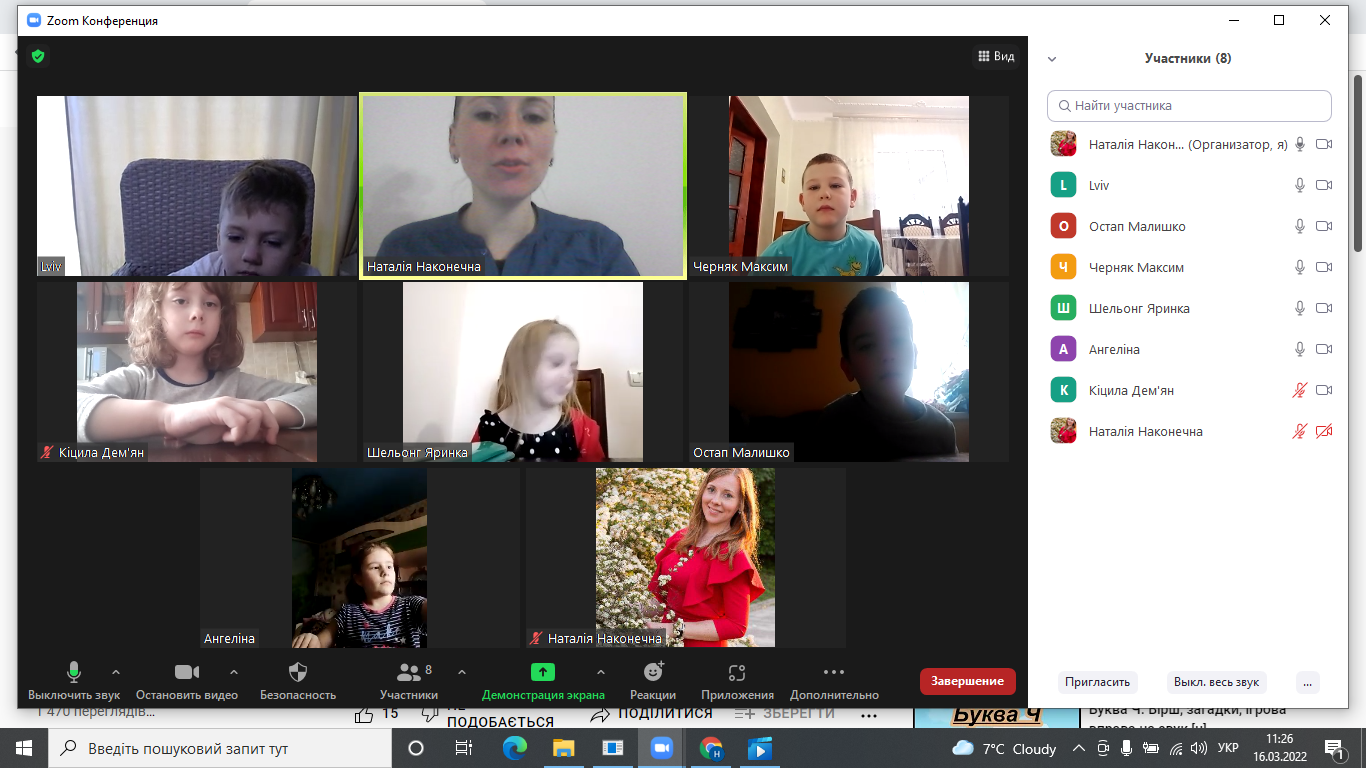 Zoom Конференция
Вид
Lviv
Наталія Наконечна
Черняк Максим
Кіцила Дем'ян
Шельонг Яринка
Остап Малишко
Ангеліна
Наталія Наконечна
Участники (8)
Найти участника
Наталія Након... (Организатор, я)
L Lviv
О Остап Малишко
Ч Черняк Максим
Ш Шельонг Яринка
А Ангеліна
К Кіцила Дем'ян
Наталія Наконечна
Пригласить
Выкл. весь звук
...
Выключить звук
Остановить видео
Безопасность
8
Участники
Демонстрация экрана
Реакции
Приложения
Дополнительно
Завершение
1 470 переглядів...
15
ПОДОБАЄТЬСЯ
ПОДІЛИТИСЯ
ЗБЕРЕГТИ
Буква Ч
Буква Ч. Вірш, загадки, ігрова
Введіть пошуковий запит тут
H
7°C Cloudy
УКР
11:26
16.03.2022
1